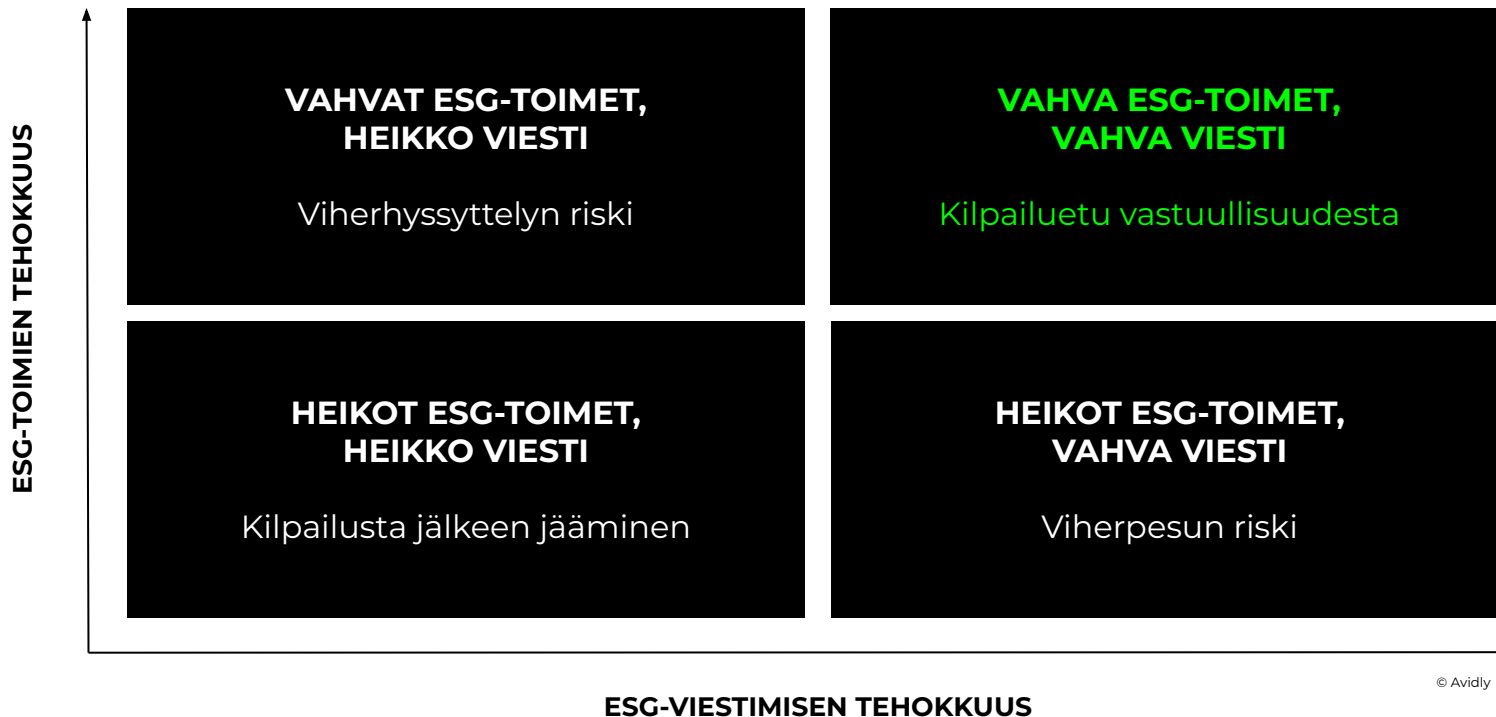 ESG-TOIMIEN TEHOKKUUS
VAHVAT ESG-TOIMET,
HEIKKO VIESTI
Viherhyssyttelyn riski
VAHVA ESG-TOIMET,
VAHVA VIESTI
Kilpailuetu vastuullisuudesta
HEIKOT ESG-TOIMET,
HEIKKO VIESTI
Kilpailusta jälkeen jääminen
HEIKOT ESG-TOIMET,
VAHVA VIESTI
Viherpesun riski
© Avidly
ESG-VIESTIMISEN TEHOKKUUS